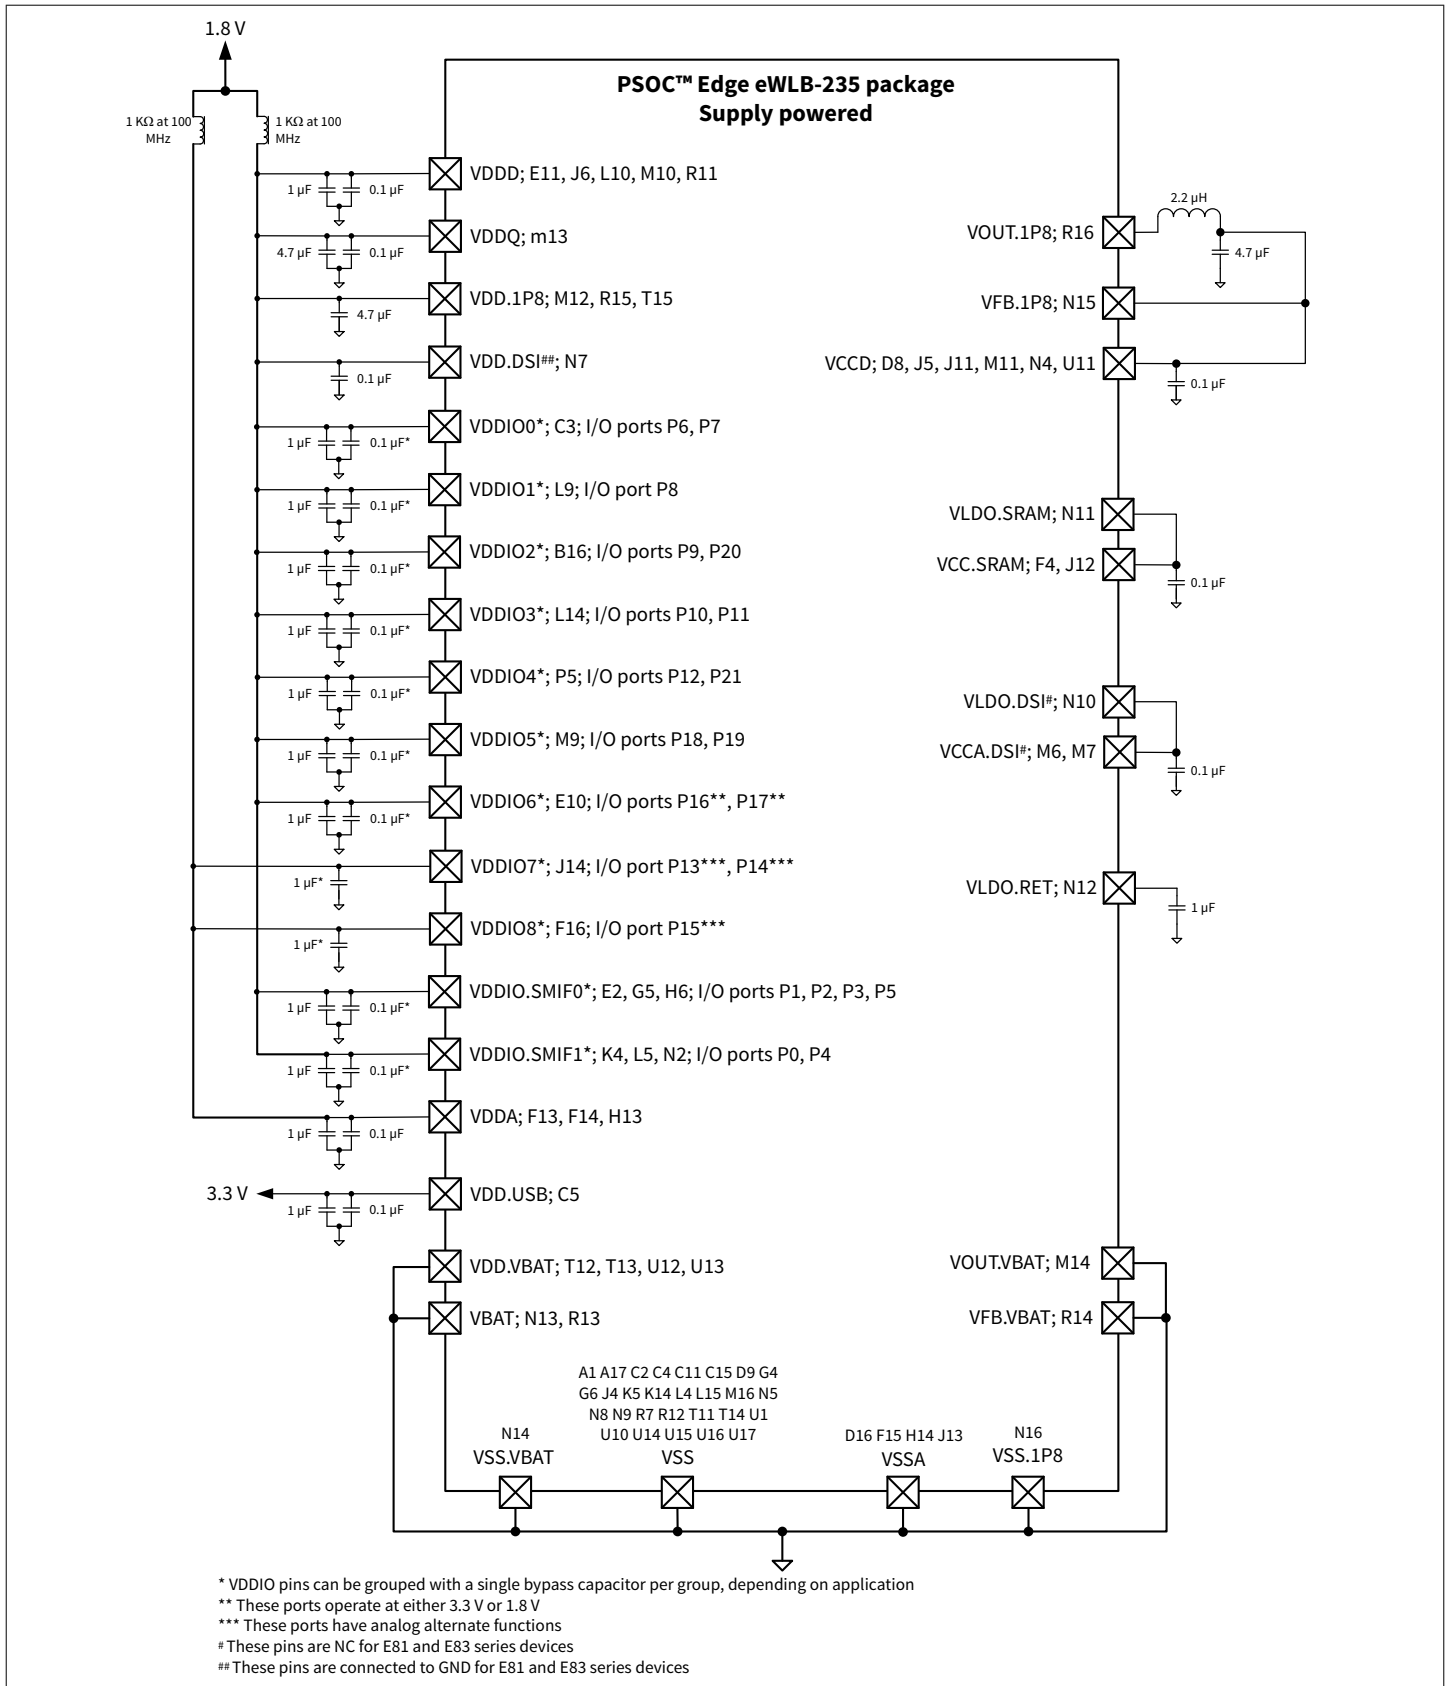 1.8 V
PSOC™ Edge eWLB-235 package
Supply powered
1 KΩ at 100
MHz
1 KΩ at 100
MHz
VDDD; E11, J6, L10, M10, R11
1 µF
0.1 µF
VDDQ; m13
4.7 µF
0.1 µF
VDD.1P8; M12, R15, T15
4.7 µF
VDD.DSI##; N7
0.1 µF
VDDIO0*; C3; I/O ports P6, P7
1 µF
0.1 µF*
VDDIO1*; L9; I/O port P8
1 µF
0.1 µF*
VDDIO2*; B16; I/O ports P9, P20
1 µF
0.1 µF*
VDDIO3*; L14; I/O ports P10, P11
1 µF
0.1 µF*
VDDIO4*; P5; I/O ports P12, P21
1 µF
0.1 µF*
VDDIO5*; M9; I/O ports P18, P19
1 µF
0.1 µF*
VDDIO6*; E10; I/O ports P16**, P17**
1 µF
0.1 µF*
VDDIO7*; J14; I/O port P13***, P14***
1 µF*
VDDIO8*; F16; I/O port P15***
1 µF*
VDDIO.SMIF0*; E2, G5, H6; I/O ports P1, P2, P3, P5
1 µF
0.1 µF*
VDDIO.SMIF1*; K4, L5, N2; I/O ports P0, P4
1 µF
0.1 µF*
VDDA; F13, F14, H13
1 µF
0.1 µF
3.3 V
VDD.USB; C5
1 µF
0.1 µF
VDD.VBAT; T12, T13, U12, U13
VBAT; N13, R13
2.2 µH
VOUT.1P8; R16
4.7 µF
VFB.1P8; N15
VCCD; D8, J5, J11, M11, N4, U11
0.1 µF
VLDO.SRAM; N11
VCC.SRAM; F4, J12
0.1 µF
VLDO.DSI#; N10
VCCA.DSI#; M6, M7
0.1 µF
VLDO.RET; N12
1 µF
VOUT.VBAT; M14
VFB.VBAT; R14
N14
VSS.VBAT
A1 A17 C2 C4 C11 C15 D9 G4
G6 J4 K5 K14 L4 L15 M16 N5
N8 N9 R7 R12 T11 T14 U1
U10 U14 U15 U16 U17
VSS
D16 F15 H14 J13
VSSA
N16
VSS.1P8
* VDDIO pins can be grouped with a single bypass capacitor per group, depending on application
** These ports operate at either 3.3 V or 1.8 V
*** These ports have analog alternate functions
# These pins are NC for E81 and E83 series devices
## These pins are connected to GND for E81 and E83 series devices